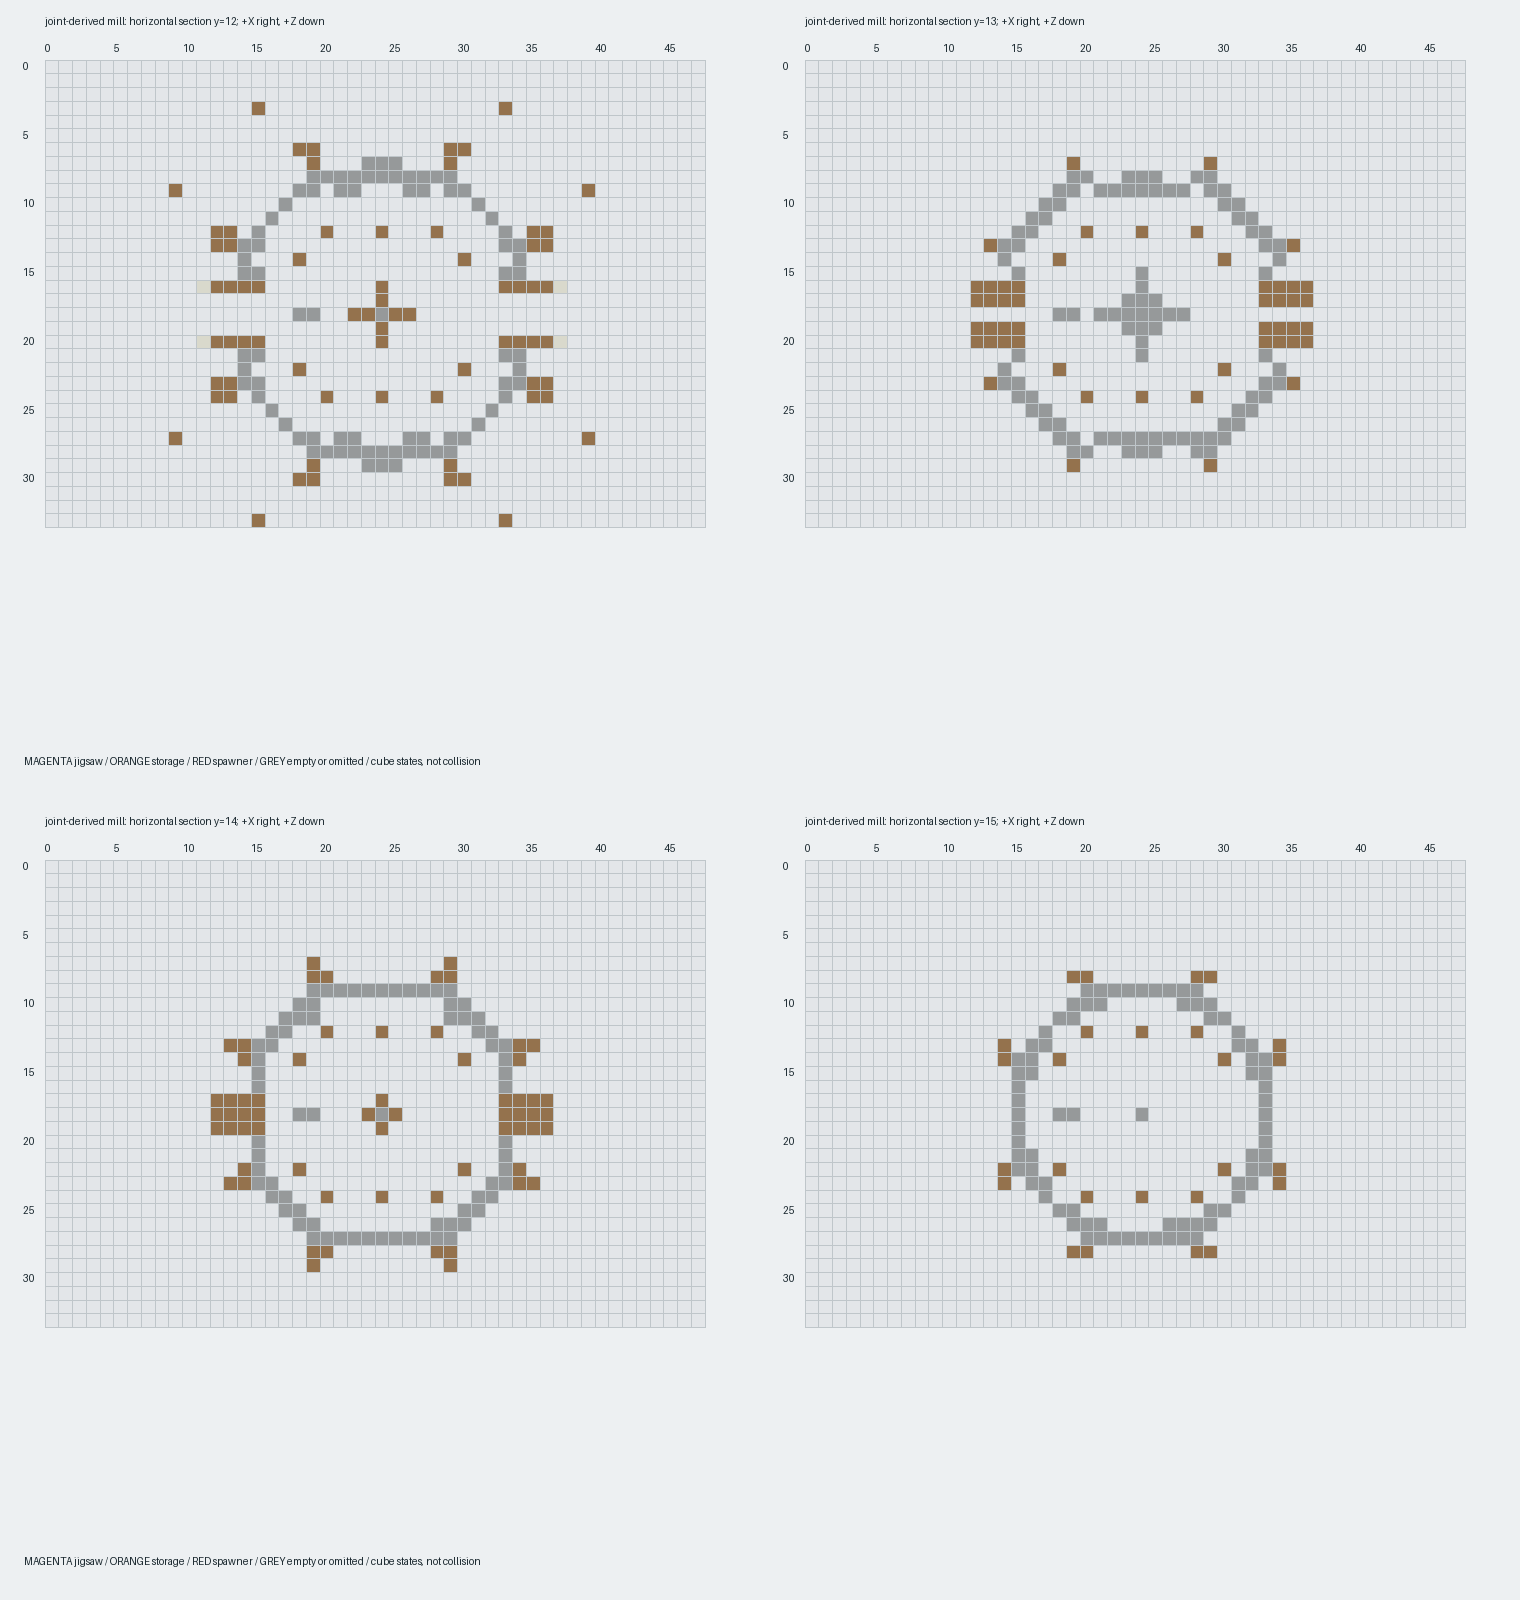 joint-derived mill: horizontal section y=12; +X right, +Z down
0 5 10 15 20 25 30 35 40 45
0
5
10
15
20
25
30
MAGENTA jigsaw / ORANGE storage / RED spawner / GREY empty or omitted / cube states, not collision
joint-derived mill: horizontal section y=13; +X right, +Z down
0 5 10 15 20 25 30 35 40 45
0
5
10
15
20
25
30
joint-derived mill: horizontal section y=14; +X right, +Z down
0 5 10 15 20 25 30 35 40 45
0
5
10
15
20
25
30
MAGENTA jigsaw / ORANGE storage / RED spawner / GREY empty or omitted / cube states, not collision
joint-derived mill: horizontal section y=15; +X right, +Z down
0 5 10 15 20 25 30 35 40 45
0
5
10
15
20
25
30